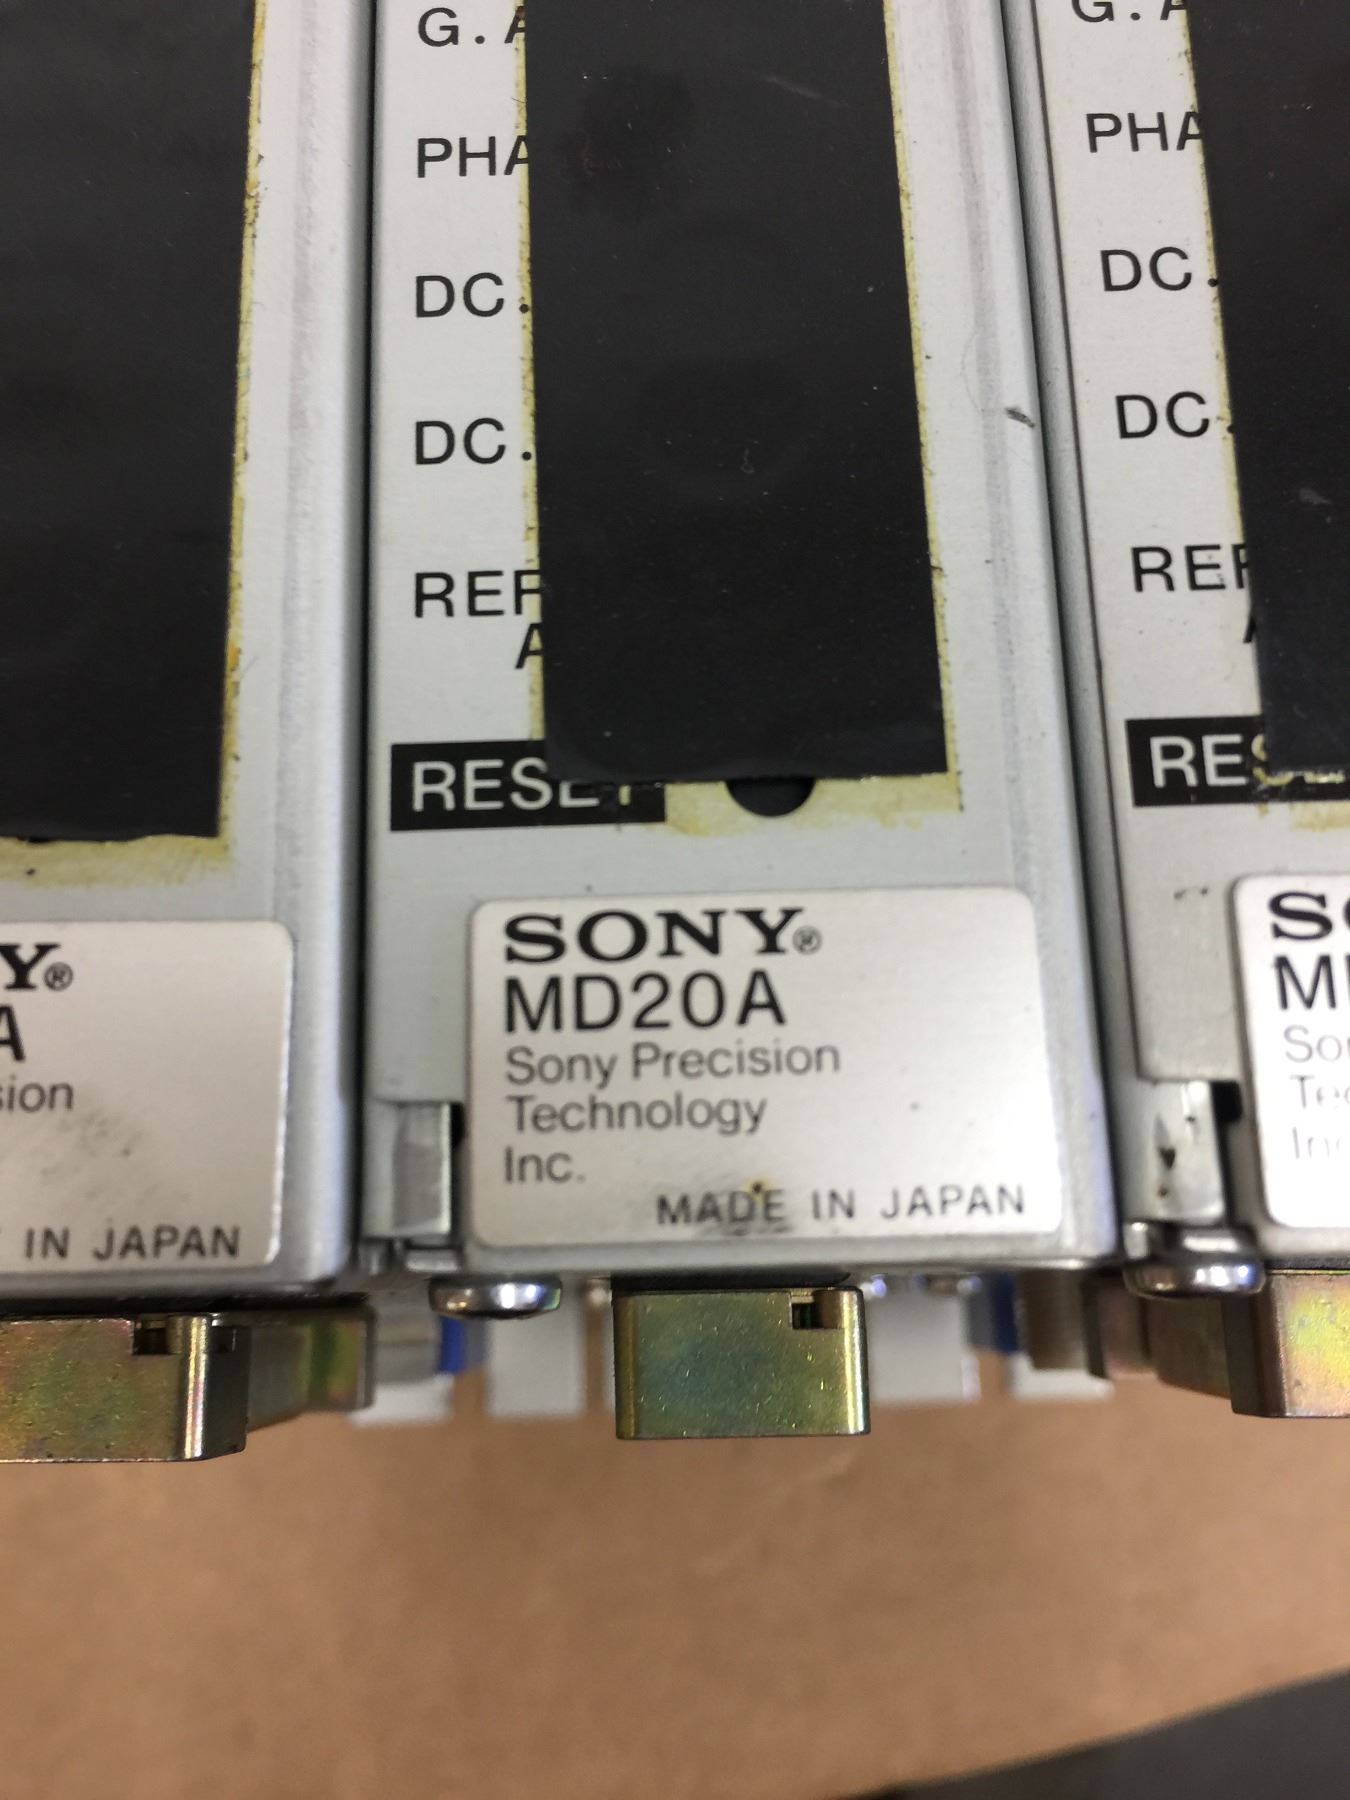 G.A
PHA
DC.
DC.
REF
A
RESET
SONY®
MD20A
Sony Precision
Technology
Inc.
MADE IN JAPAN
Y®
A
sion
IN JAPAN
G.A
PHA
DC.
DC.
REF
A
RES
SO
MD
Son
Tec
Inc